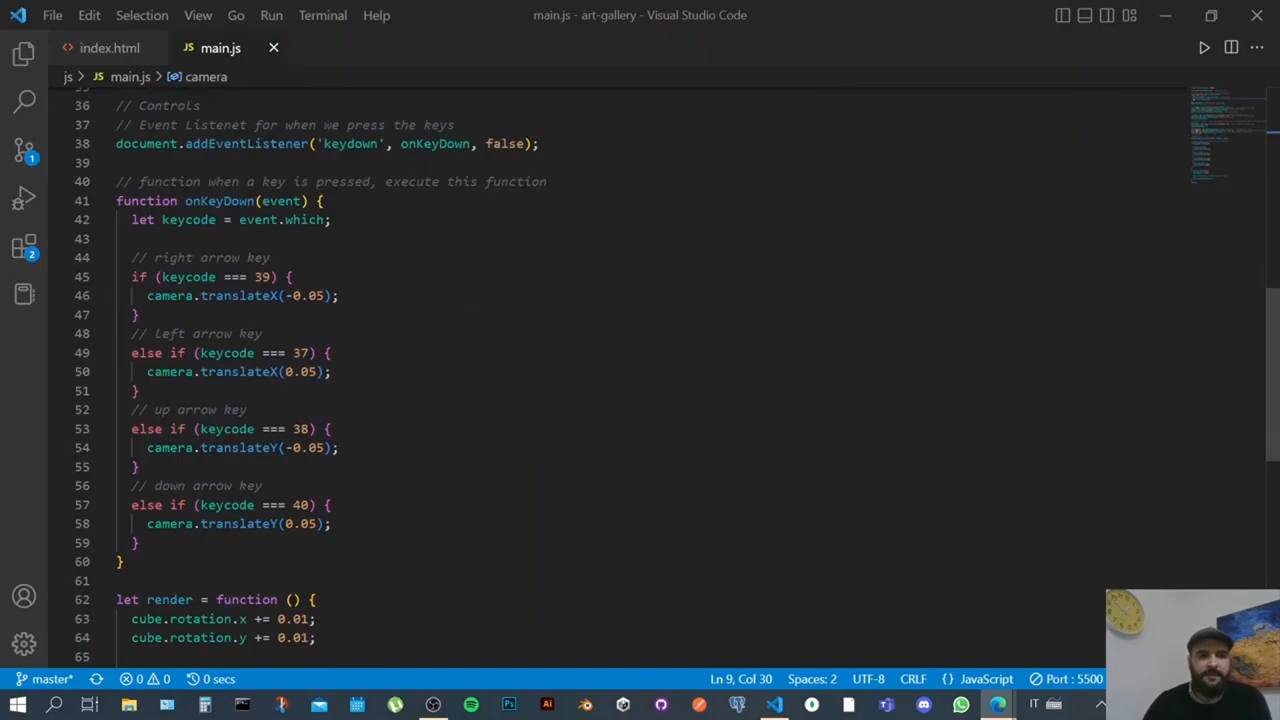 File Edit Selection View Go Run Terminal Help main.js - art-gallery - Visual Studio Code
<> index.html JS main.js
js > JS main.js > camera
36 // Controls
37 // Event Listenet for when we press the keys
38 document.addEventListener('keydown', onKeyDown, false);
39
40 // function when a key is pressed, execute this function
41 function onKeyDown(event) {
42 let keycode = event.which;
43
44 // right arrow key
45 if (keycode === 39) {
46 camera.translateX(-0.05);
47 }
48 // left arrow key
49 else if (keycode === 37) {
50 camera.translateX(0.05);
51 }
52 // up arrow key
53 else if (keycode === 38) {
54 camera.translateY(-0.05);
55 }
56 // down arrow key
57 else if (keycode === 40) {
58 camera.translateY(0.05);
59 }
60 }
61
62 let render = function () {
63 cube.rotation.x += 0.01;
64 cube.rotation.y += 0.01;
65
1
2
master* 0 0 0 secs Ln 9, Col 30 Spaces: 2 UTF-8 CRLF {} JavaScript Port : 5500
Ps Ai IT